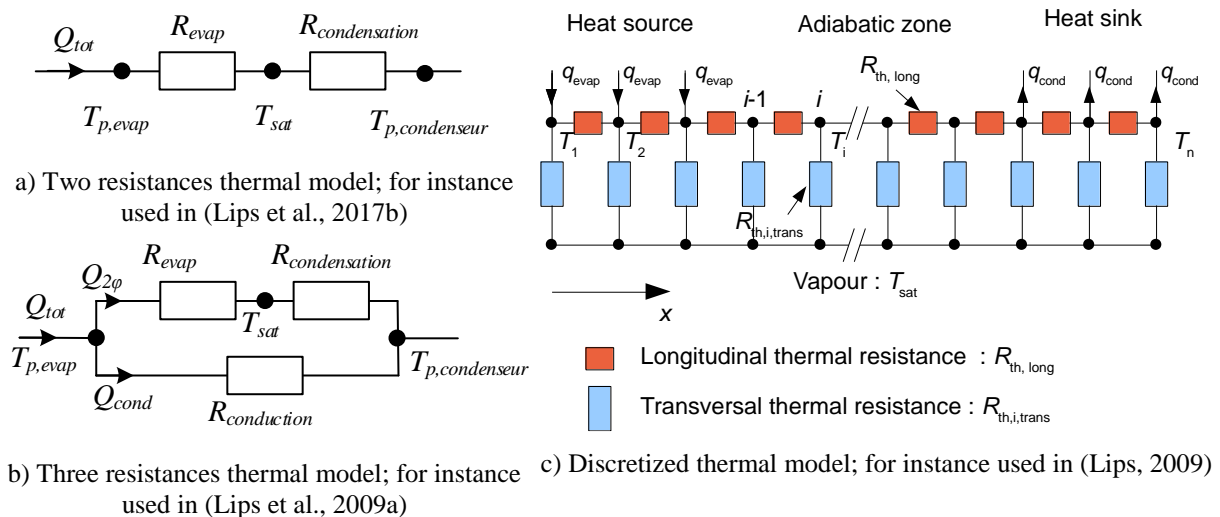 Q_tot
R_evap
R_condensation
T_p,evap
T_sat
T_p,condenseur
a) Two resistances thermal model; for instance
used in (Lips et al., 2017b)
R_evap
R_condensation
Q_2φ
Q_tot
T_sat
T_p,evap
T_p,condenseur
Q_cond
R_conduction
b) Three resistances thermal model; for instance
used in (Lips et al., 2009a)
Heat source
Adiabatic zone
Heat sink
q_evap
q_evap
q_evap
R_th, long
q_cond
q_cond
q_cond
i-1
i
T_1
T_2
T_i
T_n
R_th,i,trans
Vapour : T_sat
x
Longitudinal thermal resistance : R_th, long
Transversal thermal resistance : R_th,i,trans
c) Discretized thermal model; for instance used in (Lips, 2009)